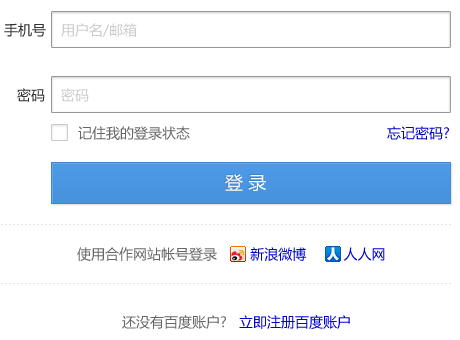 手机号 用户名/邮箱
密码 密码
记住我的登录状态 忘记密码?
登录
使用合作网站帐号登录 新浪微博 人人网
还没有百度账户? 立即注册百度账户